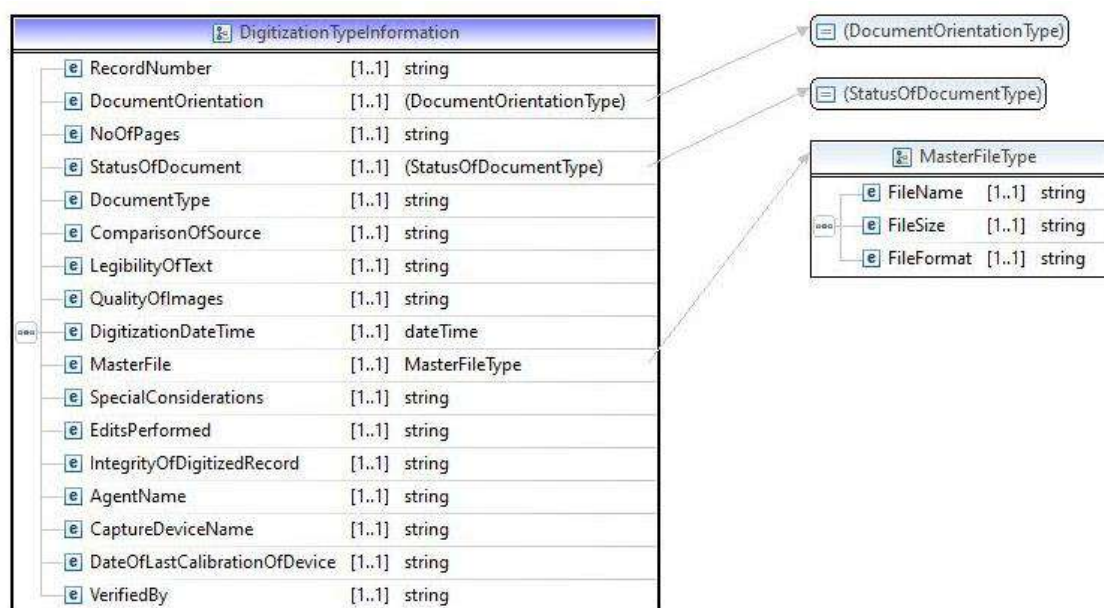 DigitizationTypeInformation
e RecordNumber [1..1] string
e DocumentOrientation [1..1] (DocumentOrientationType)
e NoOfPages [1..1] string
e StatusOfDocument [1..1] (StatusOfDocumentType)
e DocumentType [1..1] string
e ComparisonOfSource [1..1] string
e LegibilityOfText [1..1] string
e QualityOfImages [1..1] string
e DigitizationDateTime [1..1] dateTime
e MasterFile [1..1] MasterFileType
e SpecialConsiderations [1..1] string
e EditsPerformed [1..1] string
e IntegrityOfDigitizedRecord [1..1] string
e AgentName [1..1] string
e CaptureDeviceName [1..1] string
e DateOfLastCalibrationOfDevice [1..1] string
e VerifiedBy [1..1] string
(DocumentOrientationType)
(StatusOfDocumentType)
MasterFileType
e FileName [1..1] string
e FileSize [1..1] string
e FileFormat [1..1] string